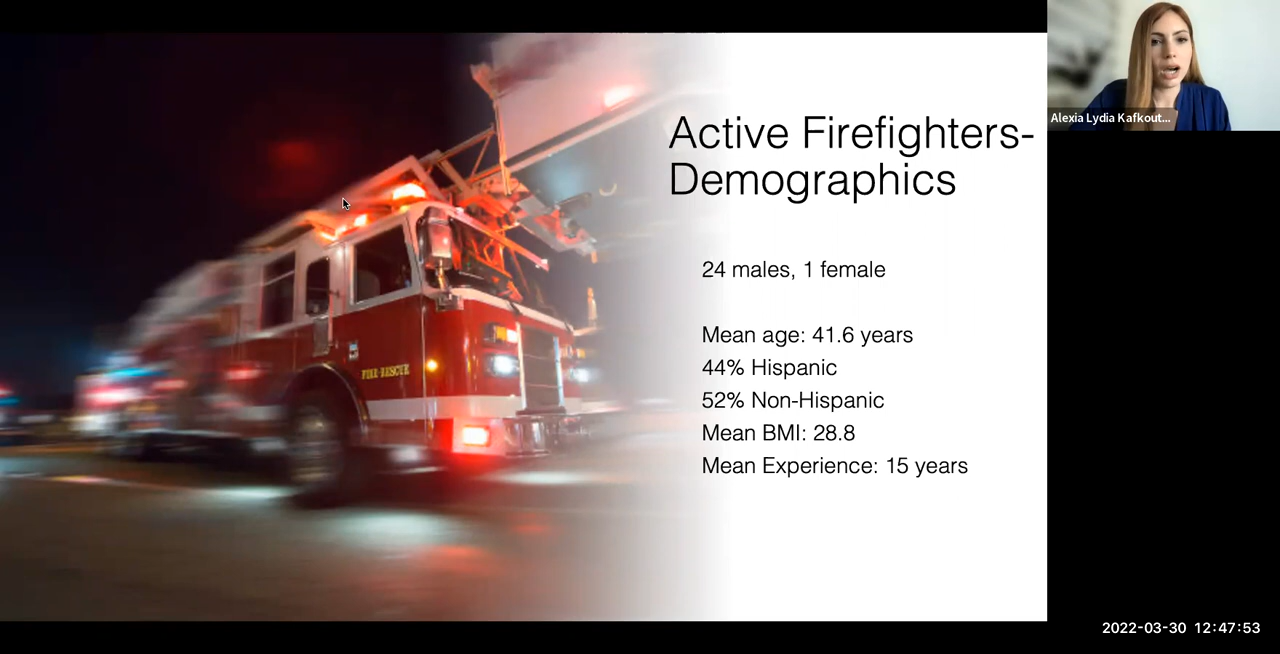 Active Firefighters-
Demographics
24 males, 1 female
Mean age: 41.6 years
44% Hispanic
52% Non-Hispanic
Mean BMI: 28.8
Mean Experience: 15 years
FIRE-RESCUE
Alexia Lydia Kafkout...
2022-03-30 12:47:53